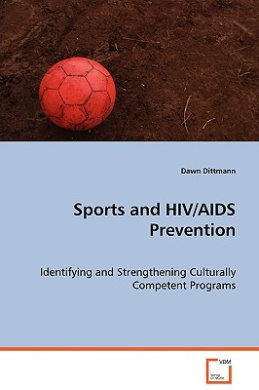 Dawn Dittmann
Sports and HIV/AIDS
Prevention
Identifying and Strengthening Culturally
Competent Programs
VDM